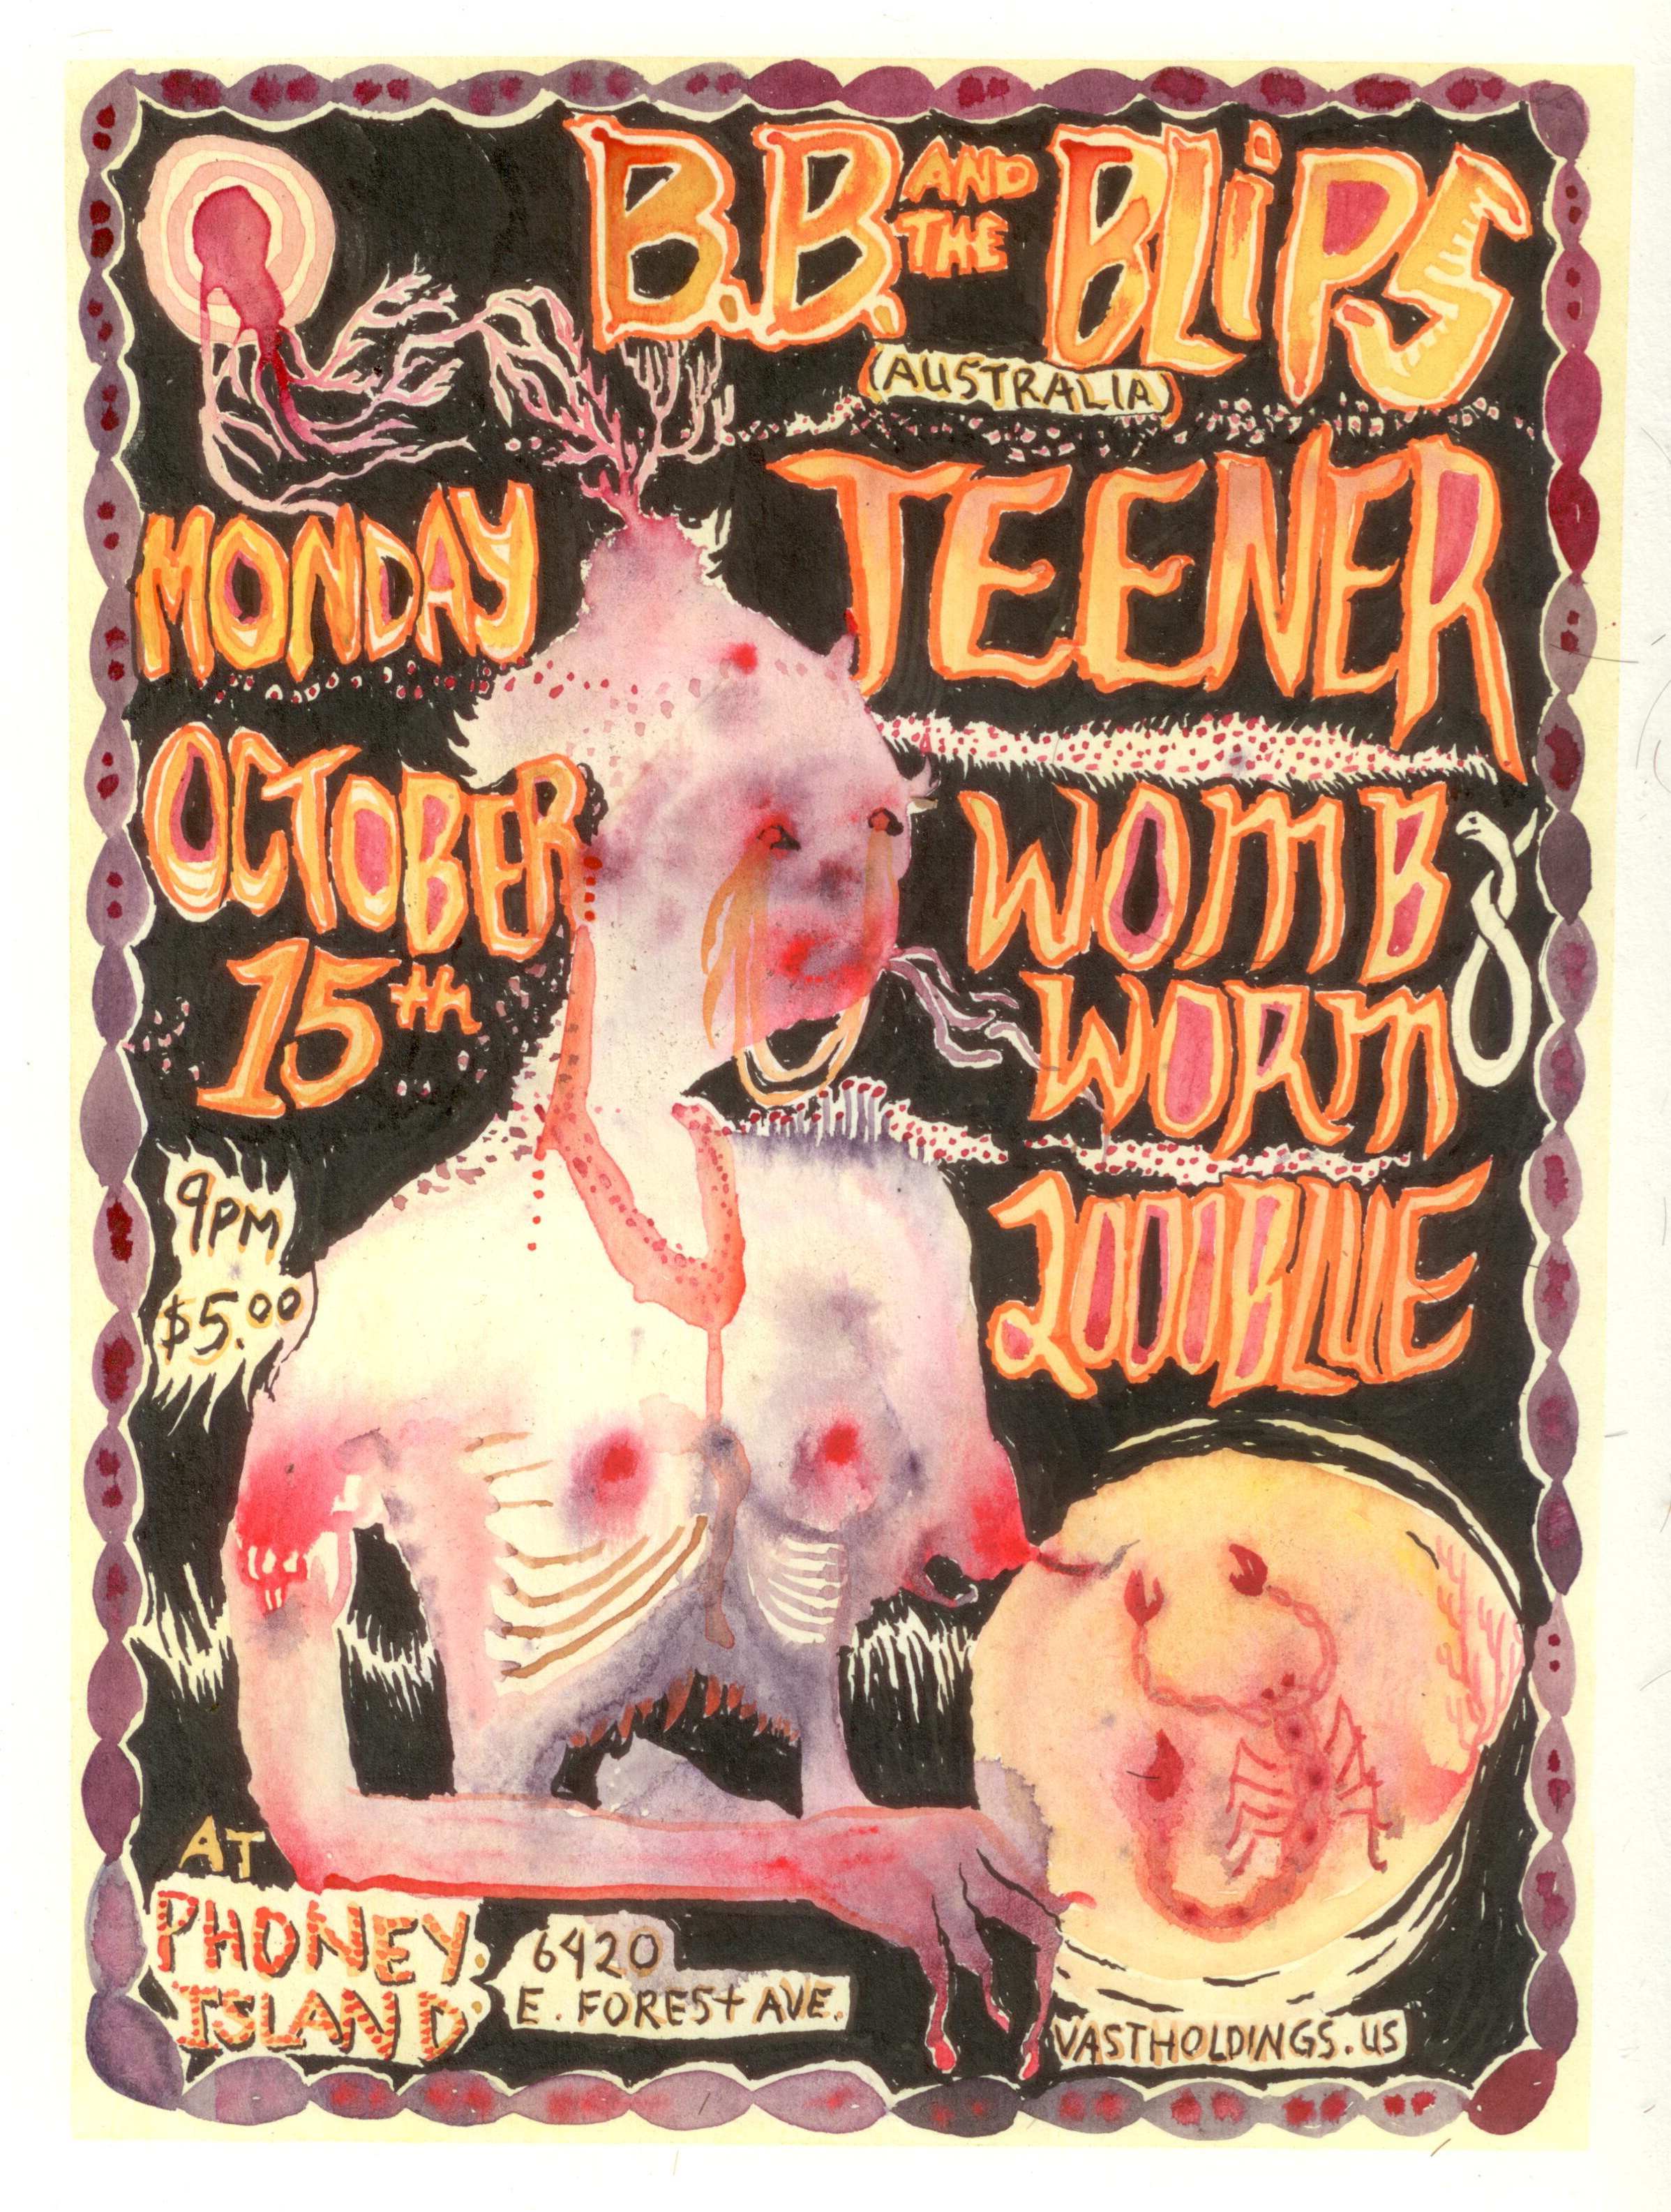 B.B. AND THE BLiPS
(AUSTRALIA)
TEENER
MONDAY
OCTOBER
15th
WOMB
WORM
2000BLUE
9PM
$5.00
AT
PHONEY
ISLAND
6420
E. FOREST AVE.
VASTHOLDINGS.US